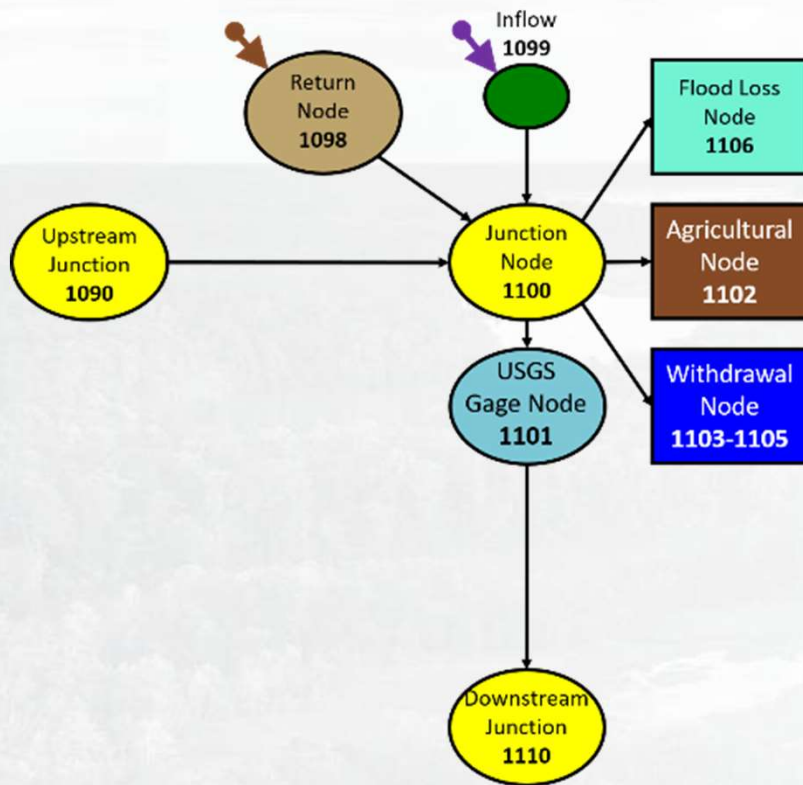 Inflow
1099
Return
Node
1098
Flood Loss
Node
1106
Upstream
Junction
1090
Junction
Node
1100
Agricultural
Node
1102
USGS
Gage Node
1101
Withdrawal
Node
1103-1105
Downstream
Junction
1110